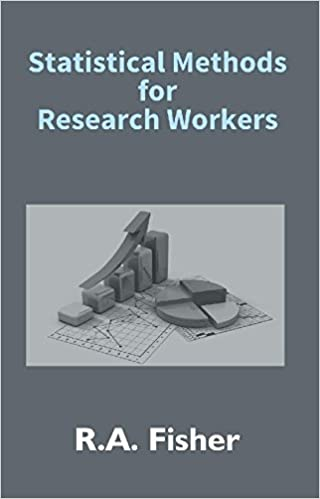 Statistical Methods
for
Research Workers
R.A. Fisher